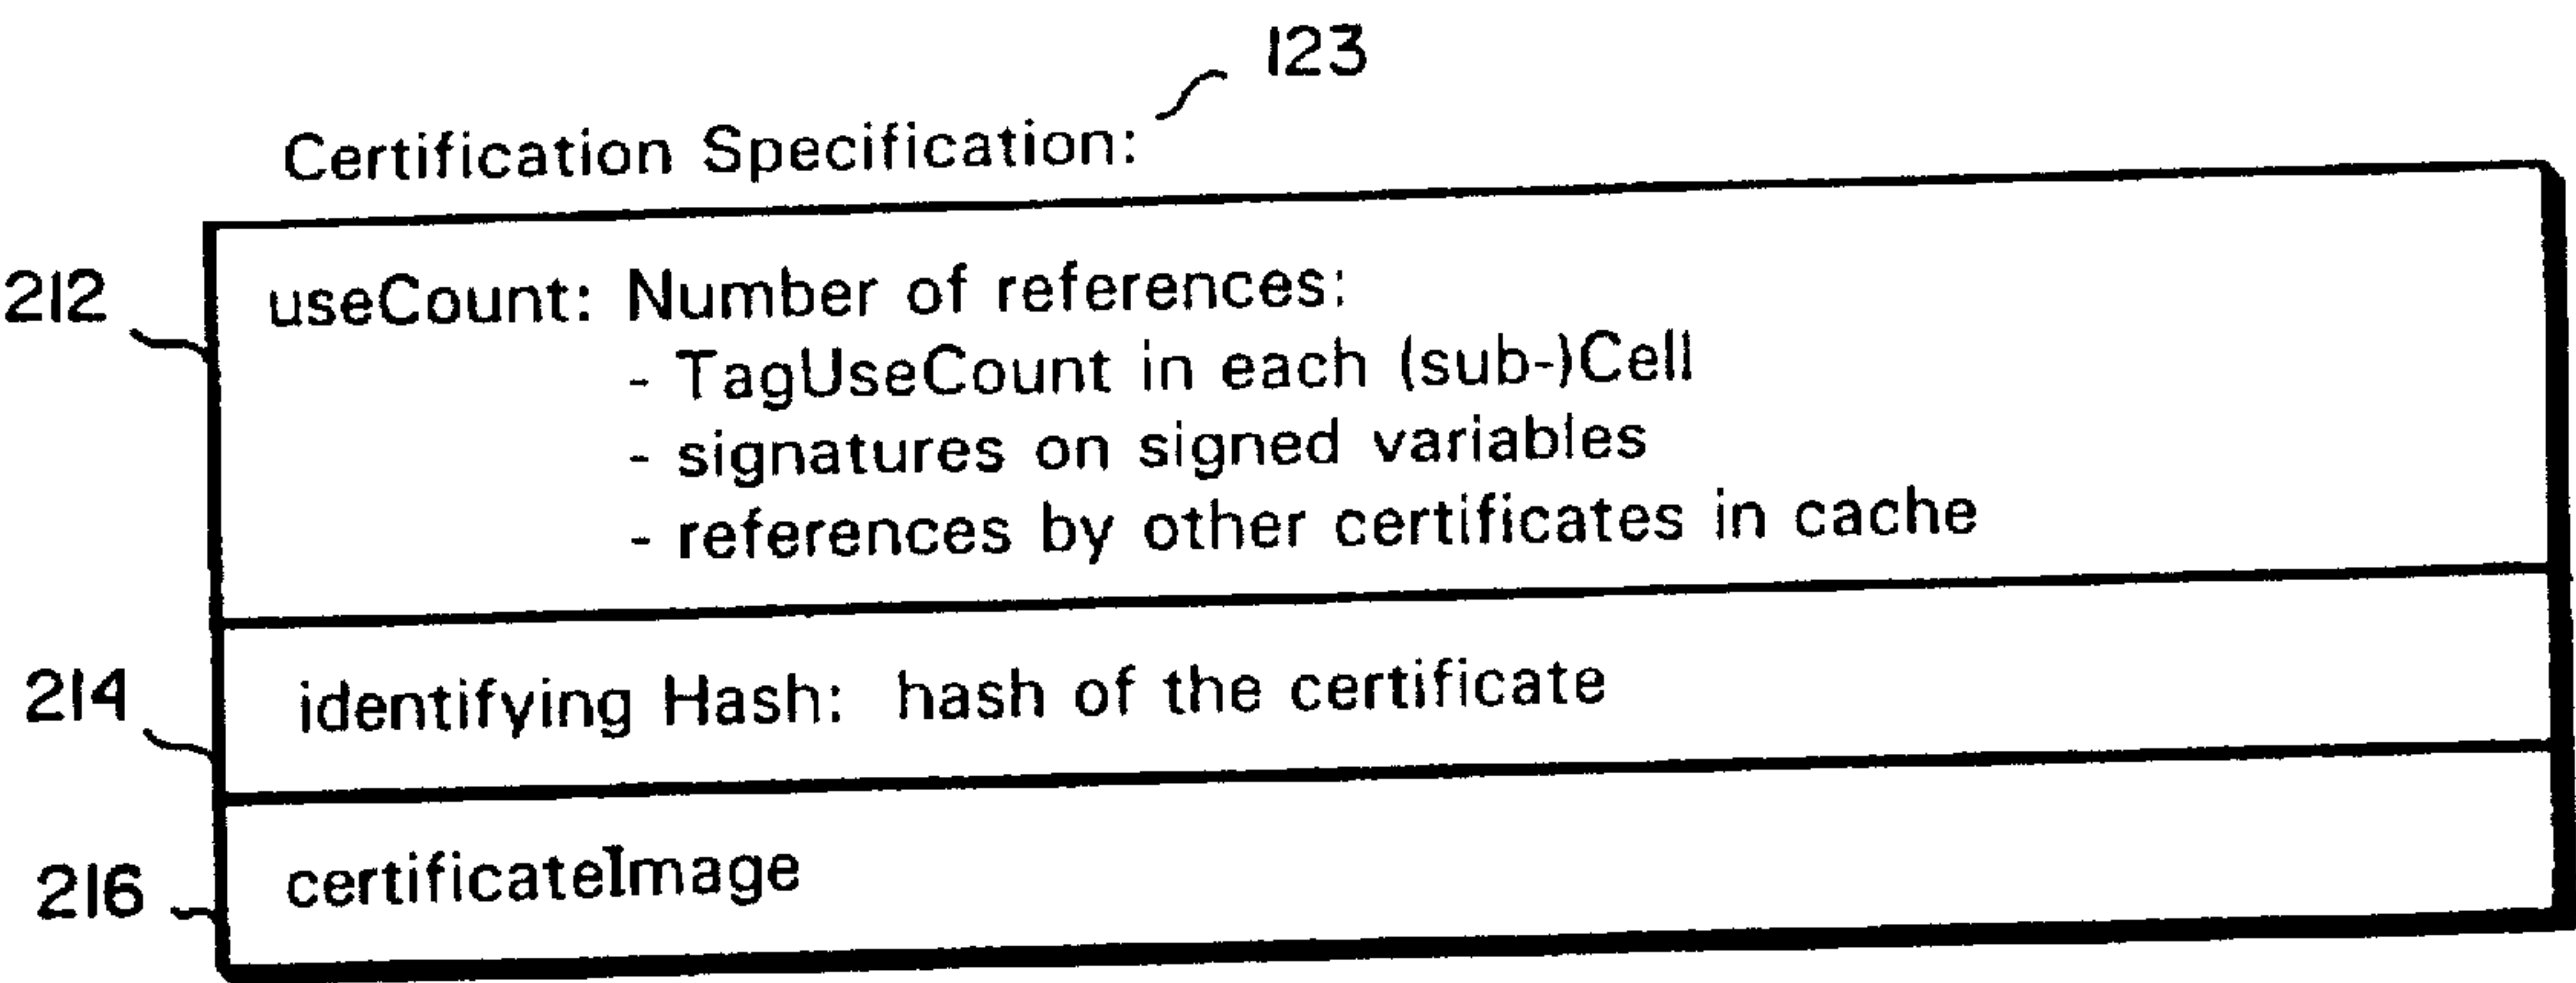 123
Certification Specification:
212
useCount: Number of references:
- TagUseCount in each (sub-)Cell
- signatures on signed variables
- references by other certificates in cache
214
identifying Hash: hash of the certificate
216
certificateImage